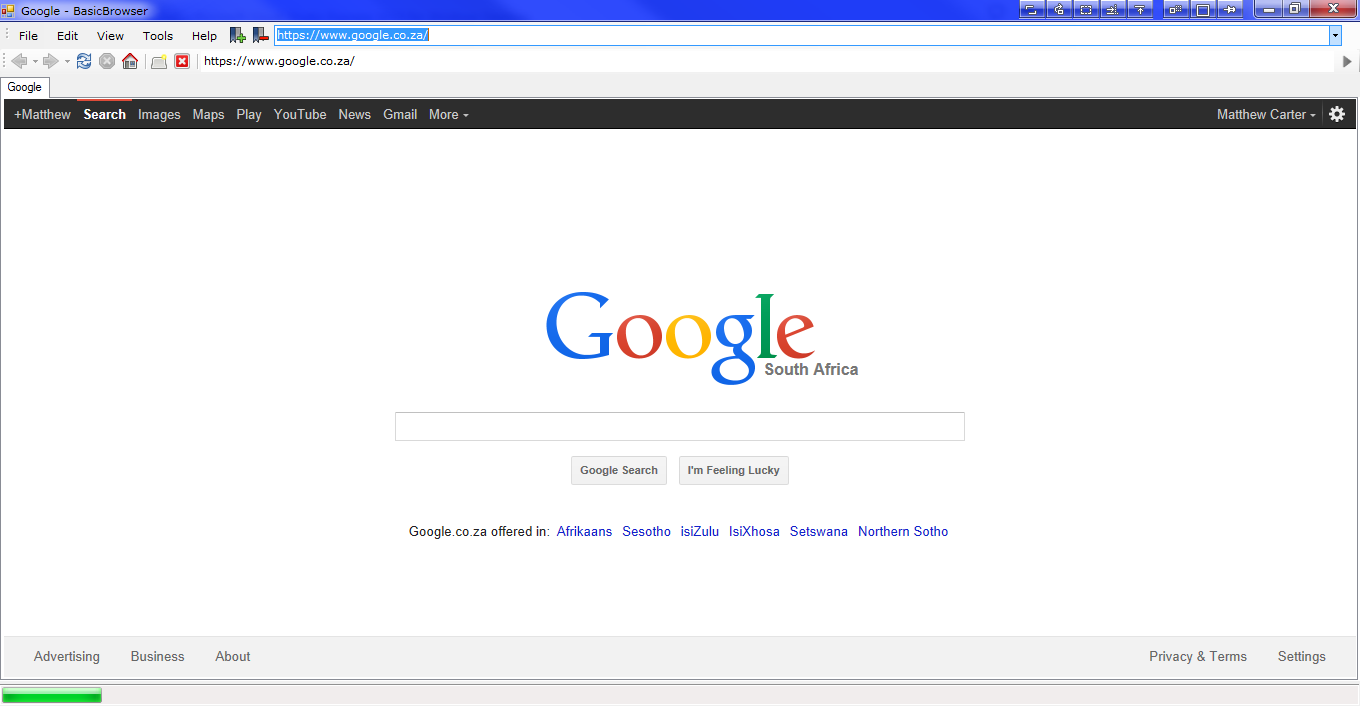 Google - BasicBrowser
File Edit View Tools Help https://www.google.co.za/
https://www.google.co.za/
Google
+Matthew Search Images Maps Play YouTube News Gmail More Matthew Carter
Google
South Africa
Google Search I'm Feeling Lucky
Google.co.za offered in: Afrikaans Sesotho isiZulu IsiXhosa Setswana Northern Sotho
Advertising Business About Privacy & Terms Settings